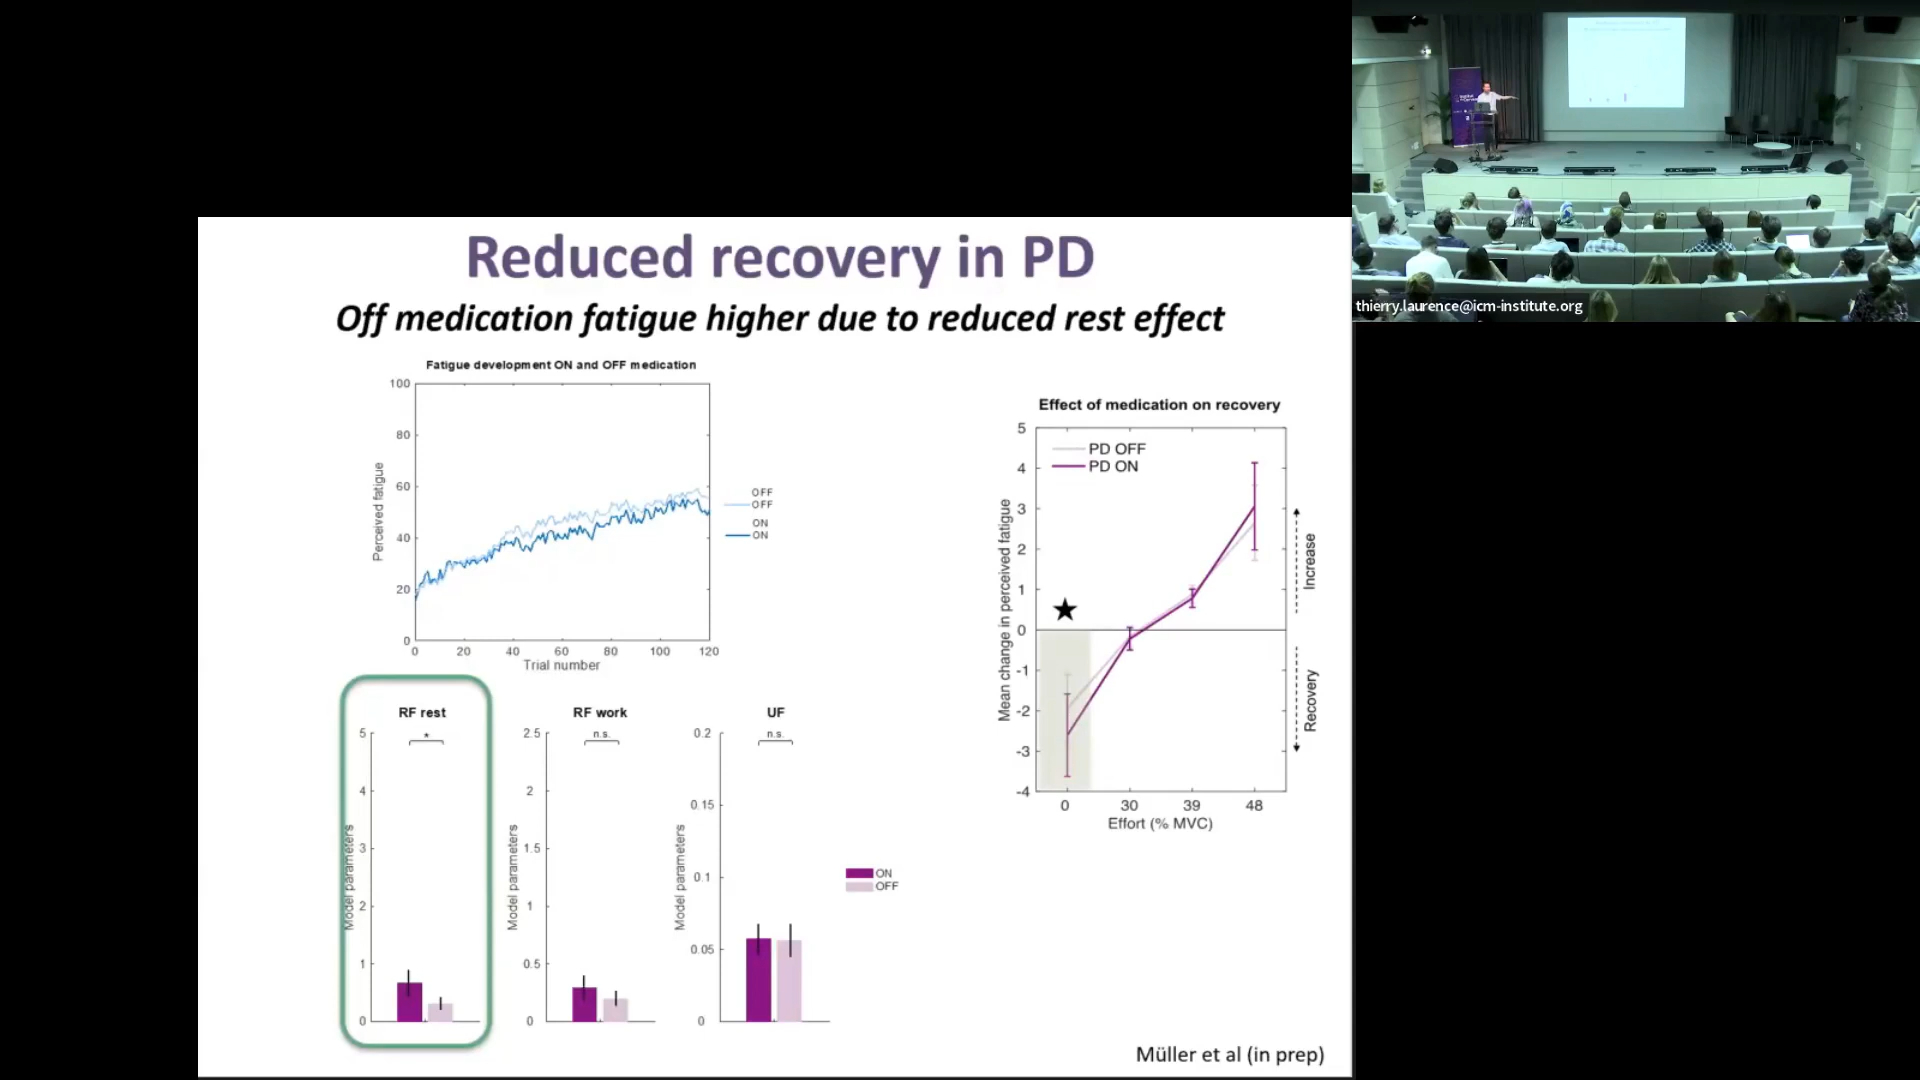 Reduced recovery in PD
Off medication fatigue higher due to reduced rest effect
Fatigue development ON and OFF medication
100
80
60
40
20
0
Perceived fatigue
0 20 40 60 80 100 120
Trial number
OFF
OFF
ON
ON
Effect of medication on recovery
5
4
3
2
1
0
-1
-2
-3
-4
Mean change in perceived fatigue
PD OFF
PD ON
★
Increase
Recovery
0 30 39 48
Effort (% MVC)
RF rest
*
5
4
3
2
1
0
Model parameters
RF work
n.s.
2.5
2
1.5
1
0.5
0
Model parameters
UF
n.s.
0.2
0.15
0.1
0.05
0
Model parameters
ON
OFF
Müller et al (in prep)
thierry.laurence@icm-institute.org